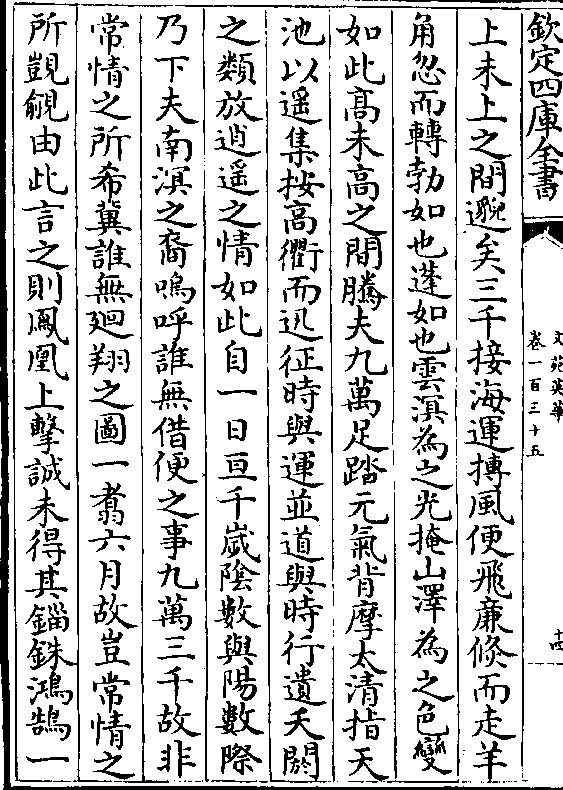 欽定四庫全書
文苑英華
卷一百三十五
十四
上未上之間邈矣三千接海運摶風便飛廉倐而走羊
角忽而轉勃如也蓬如也雲溟為之光掩山澤為之色變
如此高未高之間騰夫九萬足踏元氣背摩太清指天
池以遥集按高衢而迅征時與運並道與時行遺夭閼
之類放逍遥之情如此自一日亘千嵗陰數與陽數際
乃下夫南溟之裔嗚呼誰無借便之事九萬三千故非
常情之所希冀誰無廻翔之圖一翥六月故豈常情之
所覬覦由此言之則鳳凰上擊誠未得其錙銖鴻鵠一